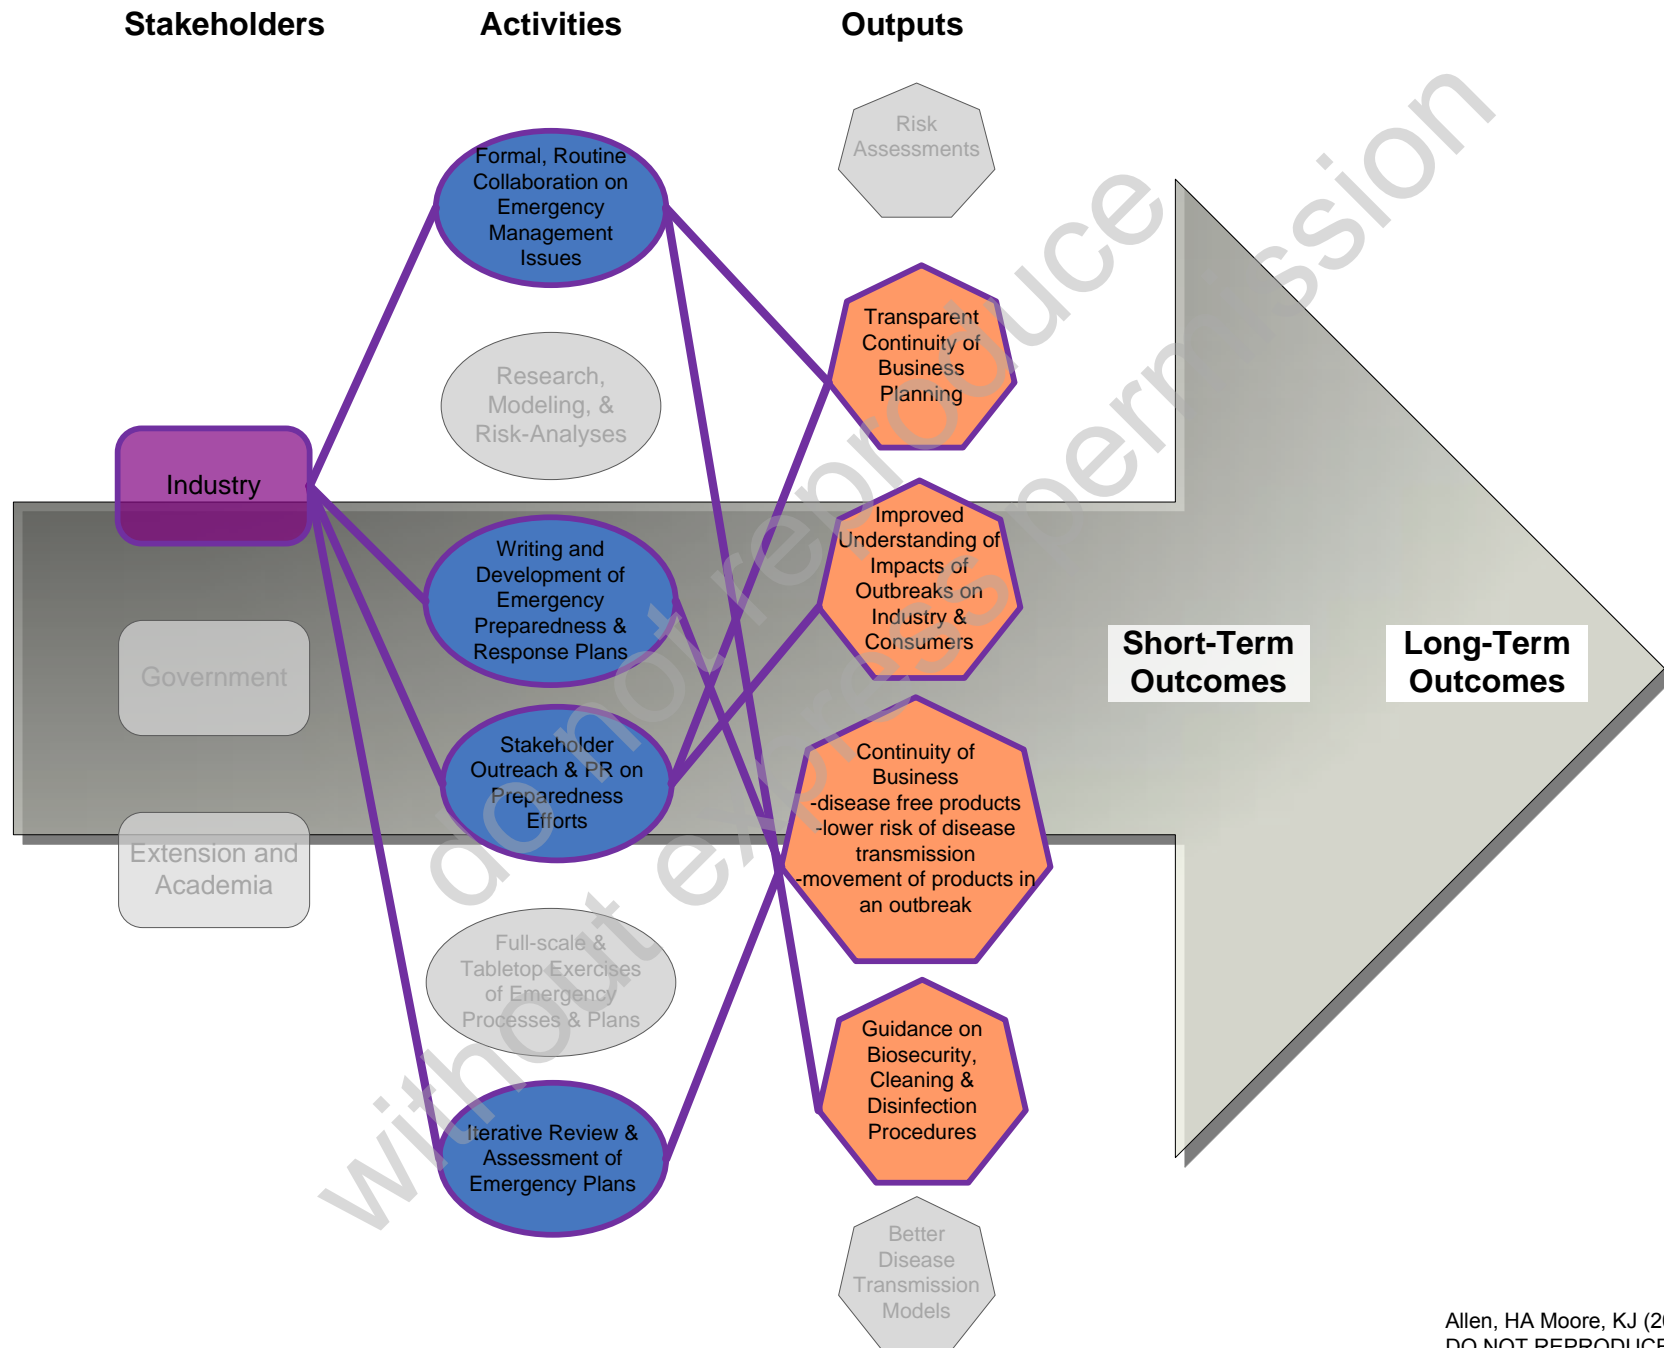 Stakeholders
Activities
Outputs
Industry
Government
Extension and
Academia
Formal, Routine
Collaboration on
Emergency
Management
Issues
Research,
Modeling, &
Risk-Analyses
Writing and
Development of
Emergency
Preparedness &
Response Plans
Stakeholder
Outreach & PR on
Preparedness
Efforts
Full-scale &
Tabletop Exercises
of Emergency
Processes & Plans
Iterative Review &
Assessment of
Emergency Plans
Risk
Assessments
Transparent
Continuity of
Business
Planning
Improved
Understanding of
Impacts of
Outbreaks on
Industry &
Consumers
Continuity of
Business
-disease free products
-lower risk of disease
transmission
-movement of products in
an outbreak
Guidance on
Biosecurity,
Cleaning &
Disinfection
Procedures
Better
Disease
Transmission
Models
Short-Term
Outcomes
Long-Term
Outcomes
do not reproduce
without express permission
Allen, HA Moore, KJ
DO NOT REPRODUCE